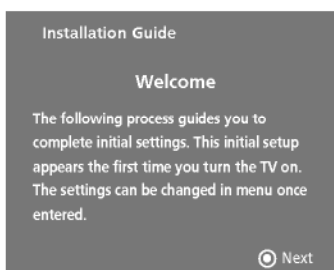 Installation Guide
Welcome
The following process guides you to
complete initial settings. This initial setup
appears the first time you turn the TV on.
The settings can be changed in menu once
entered.
Next